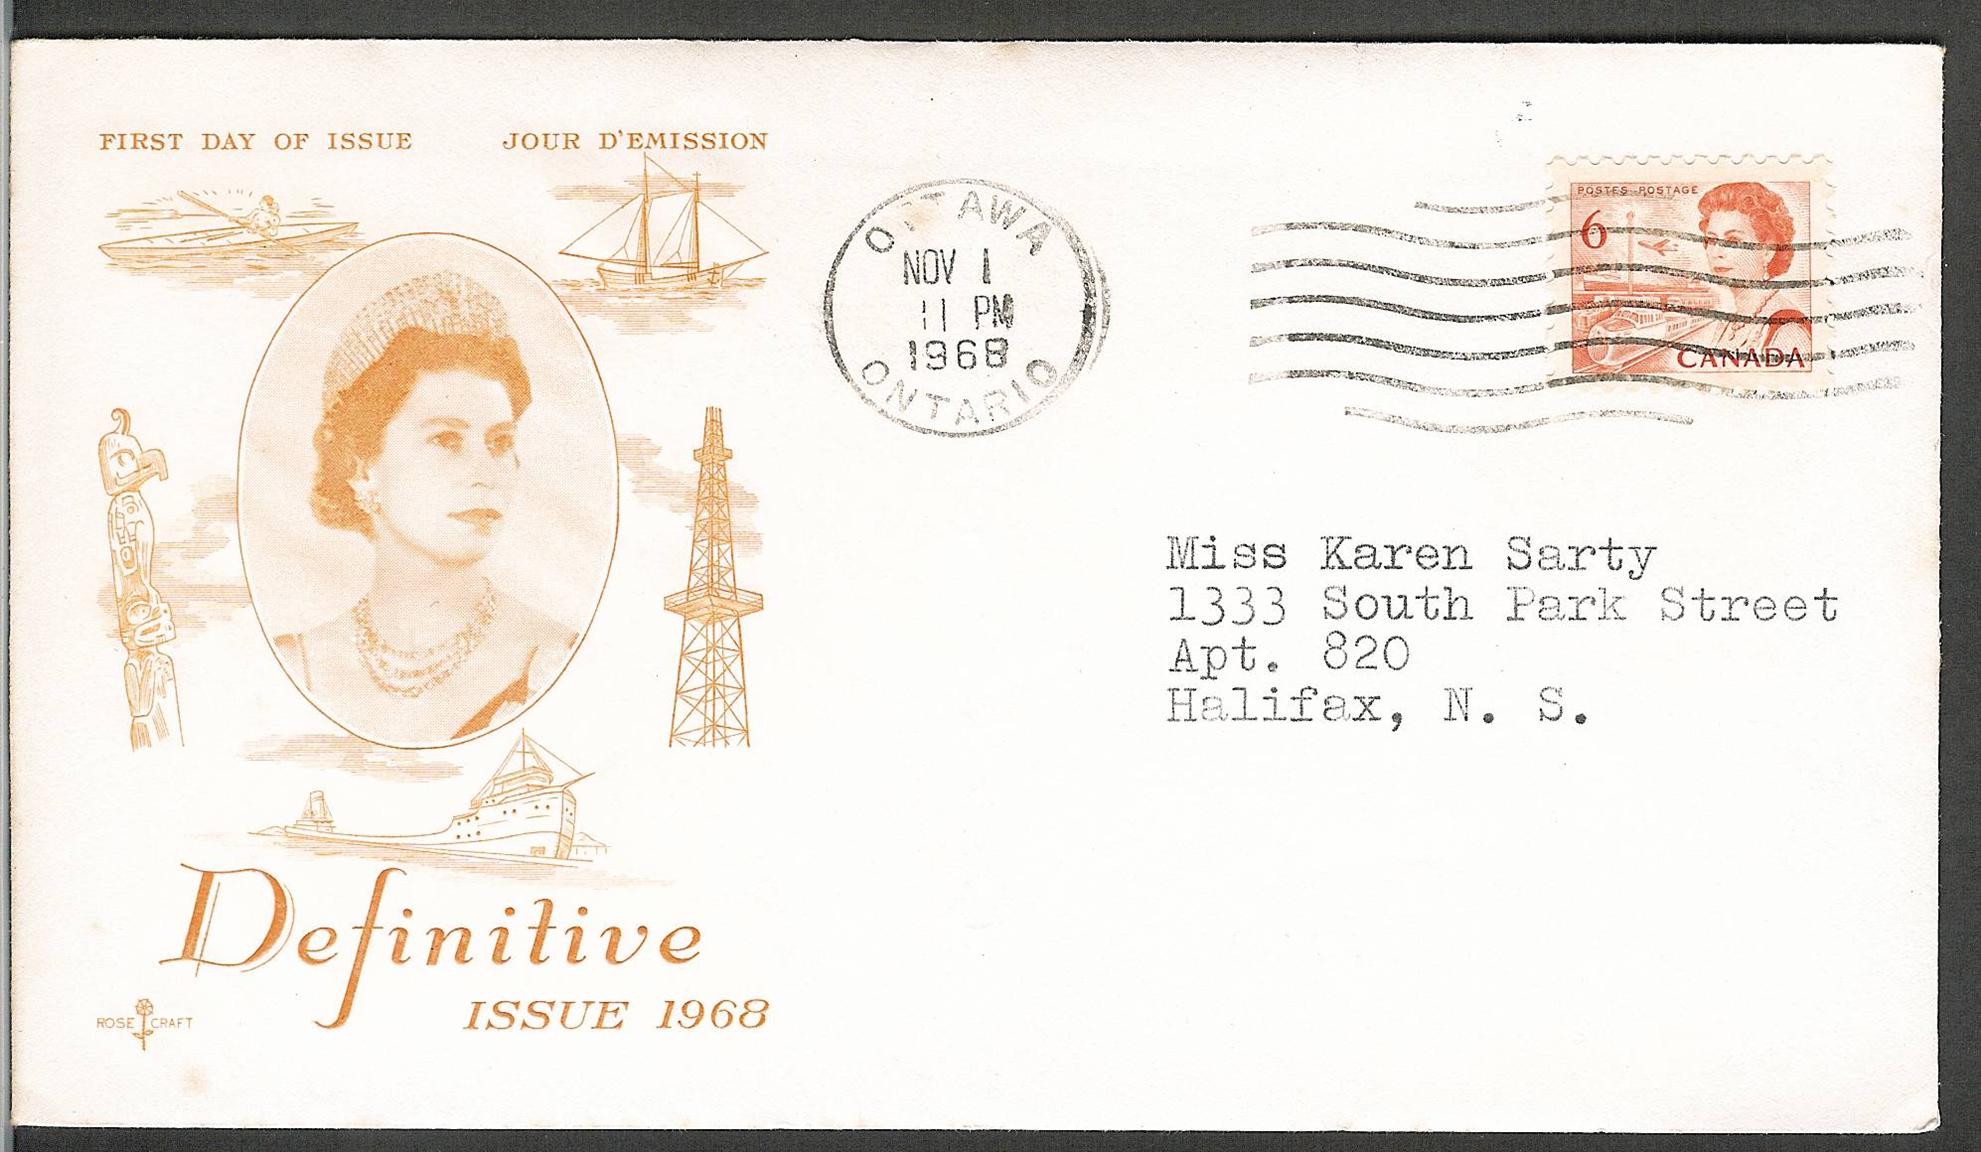 FIRST DAY OF ISSUE JOUR D'EMISSION
OTTAWA
NOV 1
11 PM
1968
ONTARIO
POSTES-POSTAGE
6
CANADA
Miss Karen Sarty
1333 South Park Street
Apt. 820
Halifax, N. S.
Definitive
ISSUE 1968
ROSE CRAFT